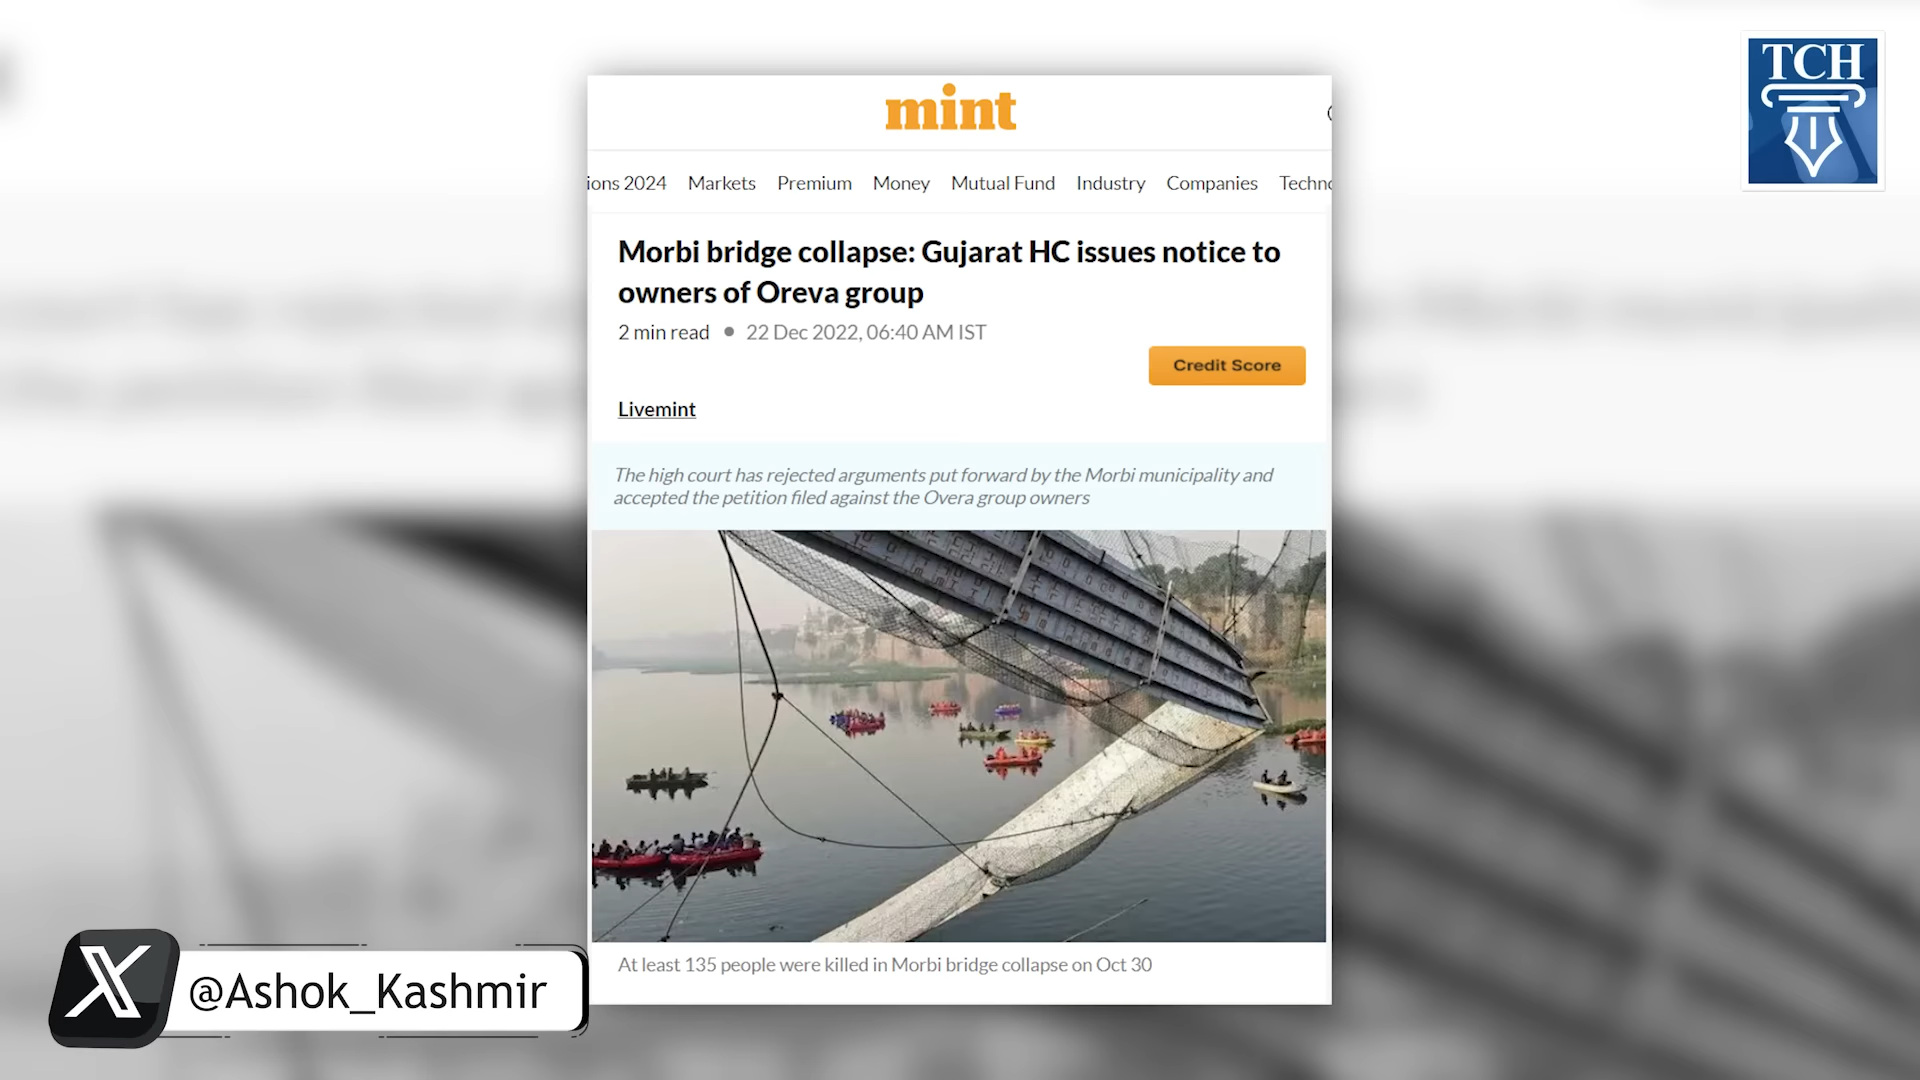 TCH
mint
ions 2024 Markets Premium Money Mutual Fund Industry Companies Techno
Morbi bridge collapse: Gujarat HC issues notice to
owners of Oreva group
2 min read • 22 Dec 2022, 06:40 AM IST
Credit Score
Livemint
The high court has rejected arguments put forward by the Morbi municipality and
accepted the petition filed against the Overa group owners
At least 135 people were killed in Morbi bridge collapse on Oct 30
X @Ashok_Kashmir